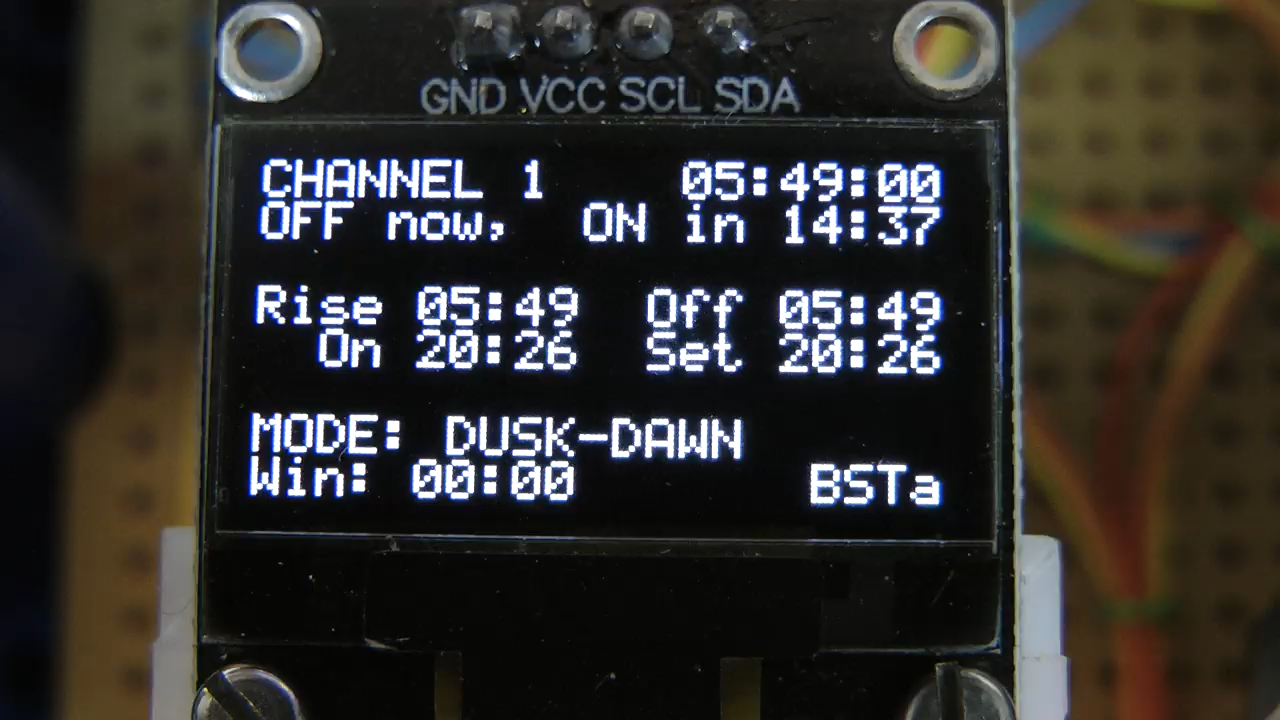 GND VCC SCL SDA
CHANNEL 1 05:49:00
OFF now, ON in 14:37
Rise 05:49 Off 05:49
On 20:26 Set 20:26
MODE: DUSK-DAWN
Win: 00:00 BSTa